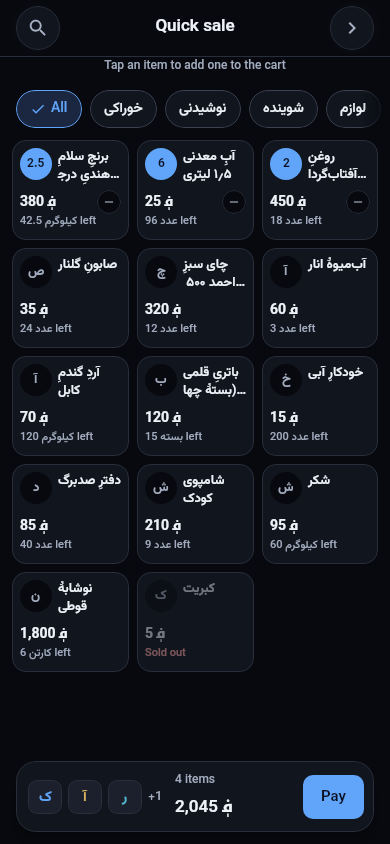 Quick sale
Tap an item to add one to the cart
All
خوراکی
نوشیدنی
شوینده
لوازم
2.5
برنجِ سلامِ
هندیِ درج…
380 ؋
42.5 کیلوگرم left
6
آبِ معدنی
۱٫۵ لیتری
25 ؋
96 عدد left
2
روغنِ
آفتاب‌گردا…
450 ؋
18 عدد left
ص
صابونِ گلنار
35 ؋
24 عدد left
چ
چای سبزِ
احمد ۵۰۰…
320 ؋
12 عدد left
آ
آب‌میوهٔ انار
60 ؋
3 عدد left
آ
آردِ گندمِ
کابل
70 ؋
120 کیلوگرم left
ب
باتریِ قلمی
(بستهٔ چها…
120 ؋
15 بسته left
خ
خودکارِ آبی
15 ؋
200 عدد left
د
دفترِ صدبرگ
85 ؋
40 عدد left
ش
شامپوی
کودک
210 ؋
9 عدد left
ش
شکر
95 ؋
60 کیلوگرم left
ن
نوشابهٔ
قوطی
1,800 ؋
6 کارتن left
ک
کبریت
5 ؋
Sold out
ک
آ
ر
+1
4 items
2,045 ؋
Pay